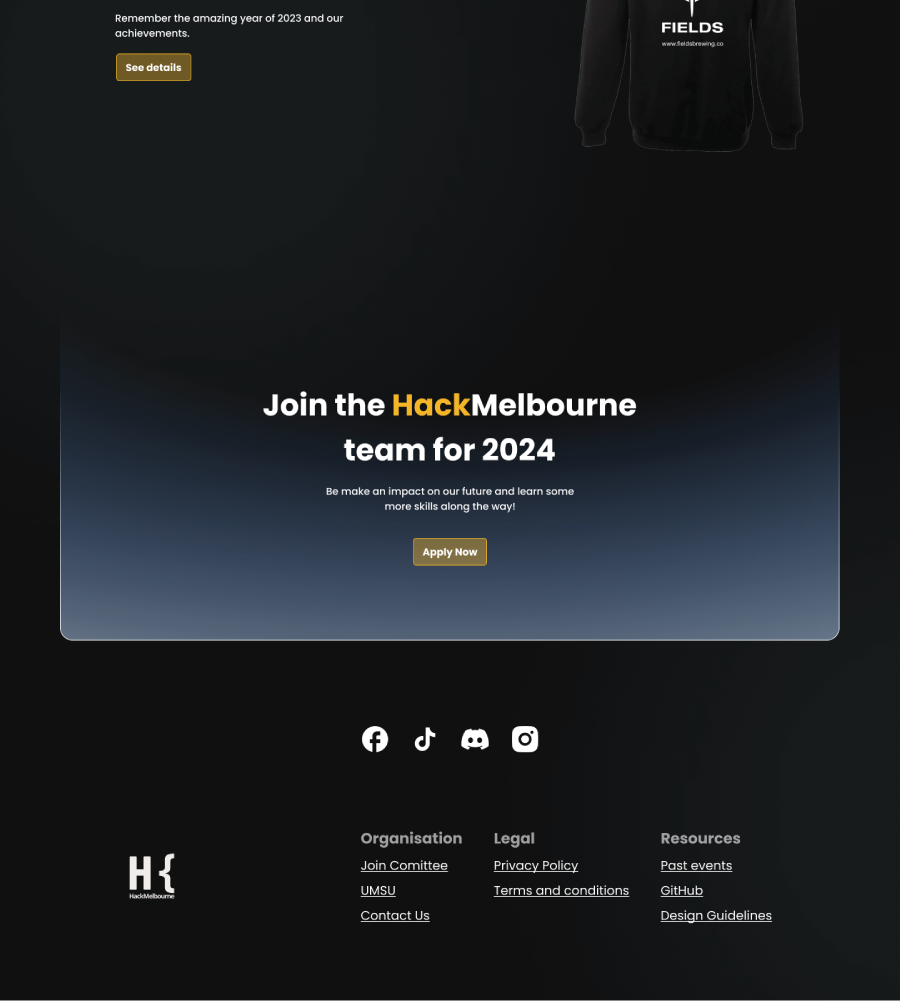 Remember the amazing year of 2023 and our
achievements.
See details
FIELDS
www.fieldsbrewing.co
Join the HackMelbourne
team for 2024
Be make an impact on our future and learn some
more skills along the way!
Apply Now
H{
HackMelbourne
Organisation
Join Comittee
UMSU
Contact Us
Legal
Privacy Policy
Terms and conditions
Resources
Past events
GitHub
Design Guidelines